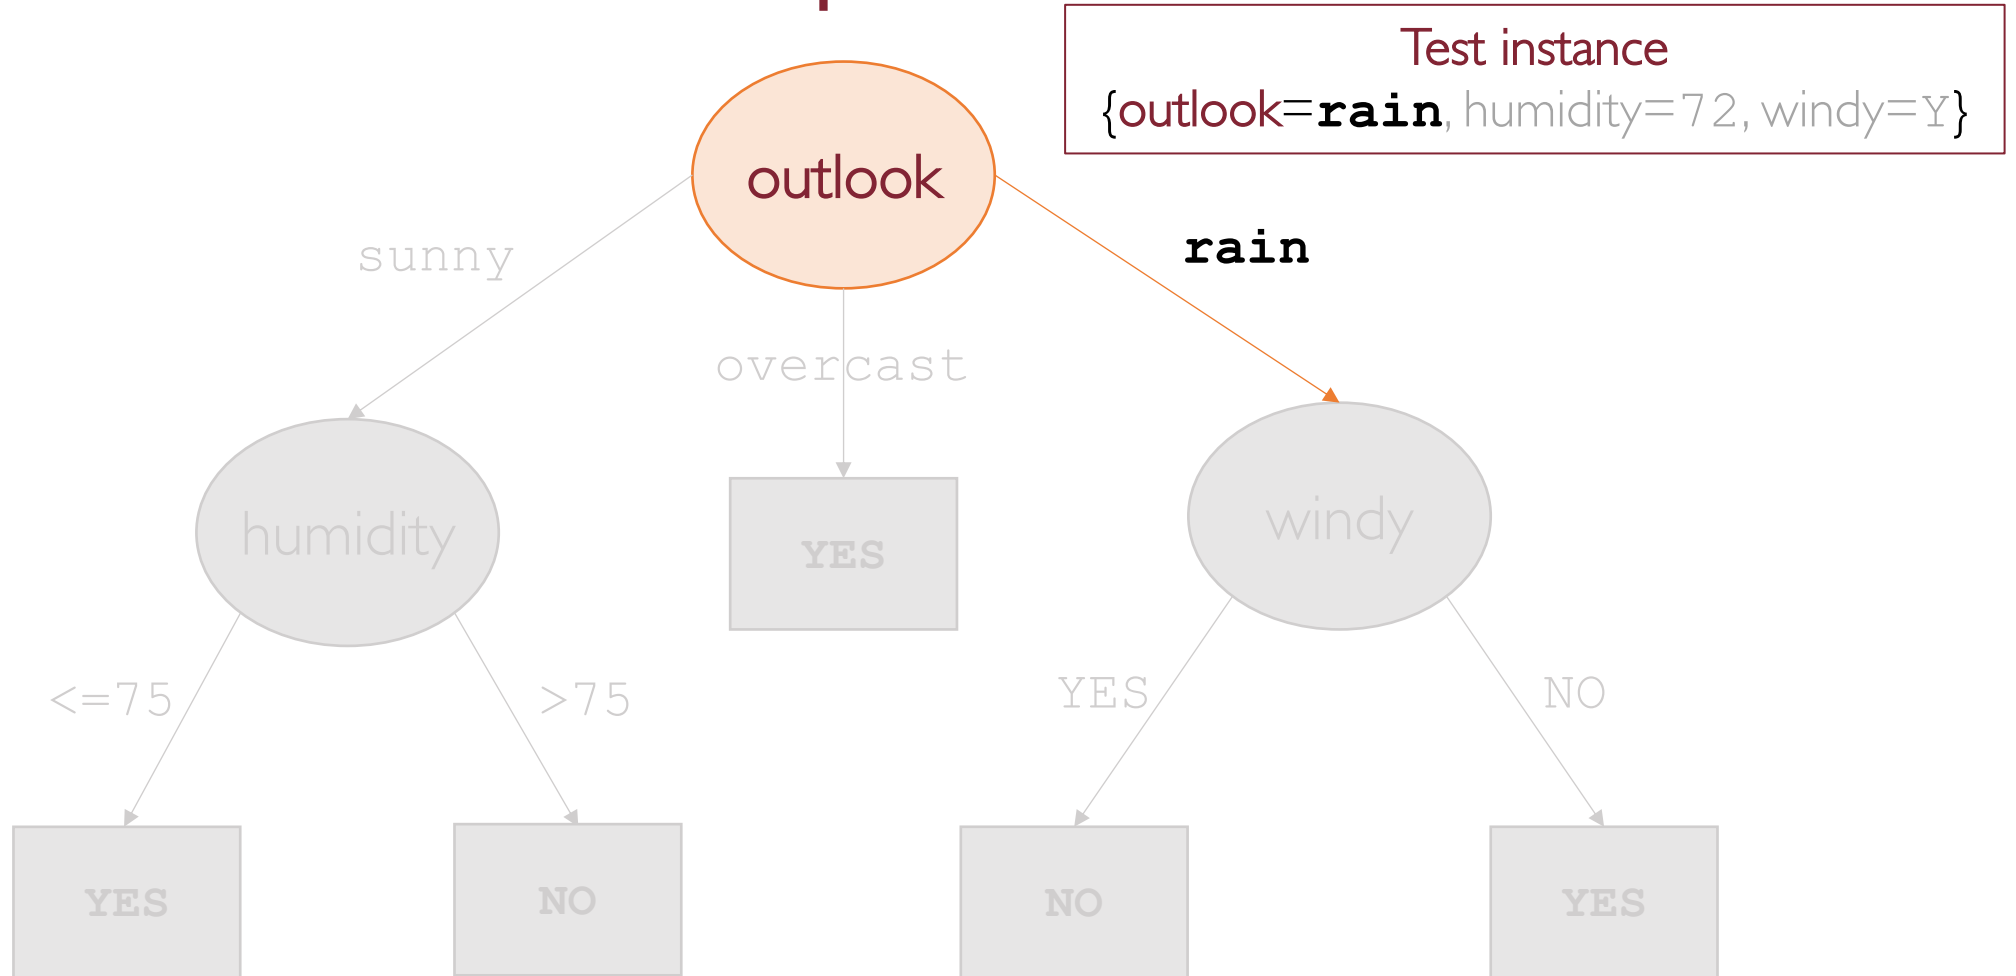 Test instance
{outlook=rain, humidity=72, windy=Y}
outlook
sunny
rain
overcast
humidity
YES
windy
<=75
>75
YES
NO
YES
NO
NO
YES